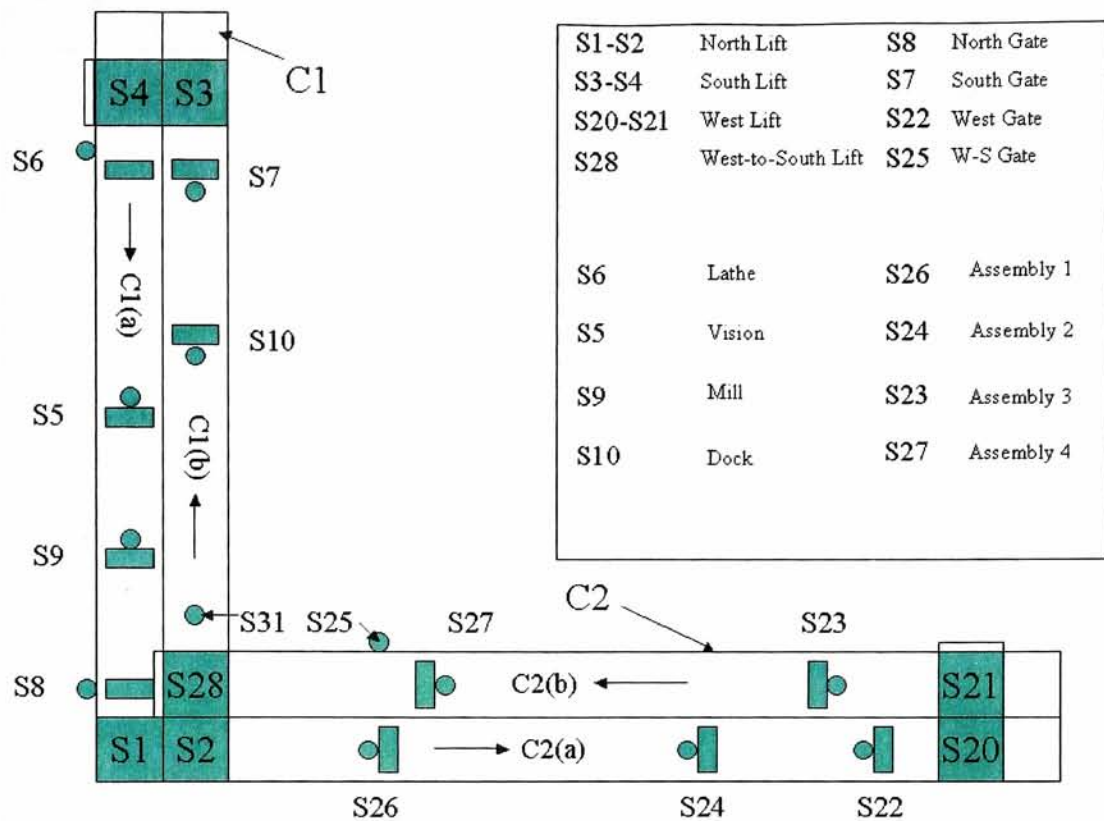 S4 S3
C1
S6
S7
C1(a)
S10
S5
C1(b)
S9
S31
S25
S27
C2
S23
S8
S28
C2(b)
S21
S1 S2
C2(a)
S20
S26
S24
S22
S1-S2 North Lift S8 North Gate
S3-S4 South Lift S7 South Gate
S20-S21 West Lift S22 West Gate
S28 West-to-South Lift S25 W-S Gate
S6 Lathe S26 Assembly 1
S5 Vision S24 Assembly 2
S9 Mill S23 Assembly 3
S10 Dock S27 Assembly 4